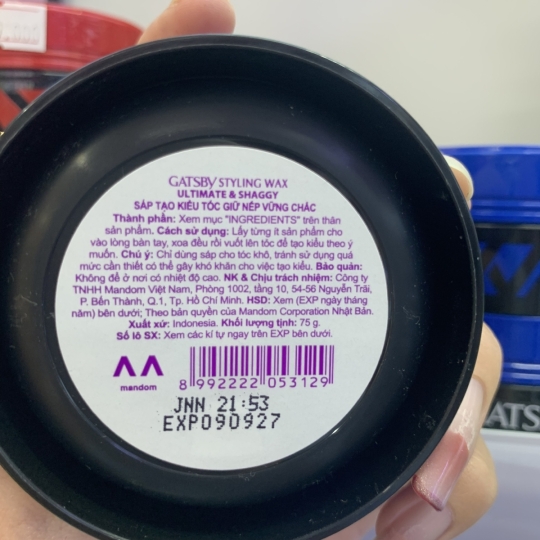 GATSBY STYLING WAX
ULTIMATE & SHAGGY
SÁP TẠO KIỂU TÓC GIỮ NẾP VỮNG CHẮC
Thành phần: Xem mục "INGREDIENTS" trên thân
sản phẩm. Cách sử dụng: Lấy từng ít sản phẩm cho
vào lòng bàn tay, xoa đều rồi vuốt lên tóc để tạo kiểu theo ý
muốn. Chú ý: Chỉ dùng sáp cho tóc khô, tránh sử dụng quá
mức cần thiết có thể gây khó khăn cho việc tạo kiểu. Bảo quản:
Không để ở nơi có nhiệt độ cao. NK & Chịu trách nhiệm: Công ty
TNHH Mandom Việt Nam, Phòng 1002, tầng 10, 54-56 Nguyễn Trãi,
P. Bến Thành, Q.1, Tp. Hồ Chí Minh. HSD: Xem (EXP ngày tháng
năm) bên dưới; Theo bản quyền của Mandom Corporation Nhật Bản.
Xuất xứ: Indonesia. Khối lượng tịnh: 75 g.
Số lô SX: Xem các kí tự ngay trên EXP bên dưới.
mandom
8 992222 053129
JNN 21:53
EXP090927
ATS